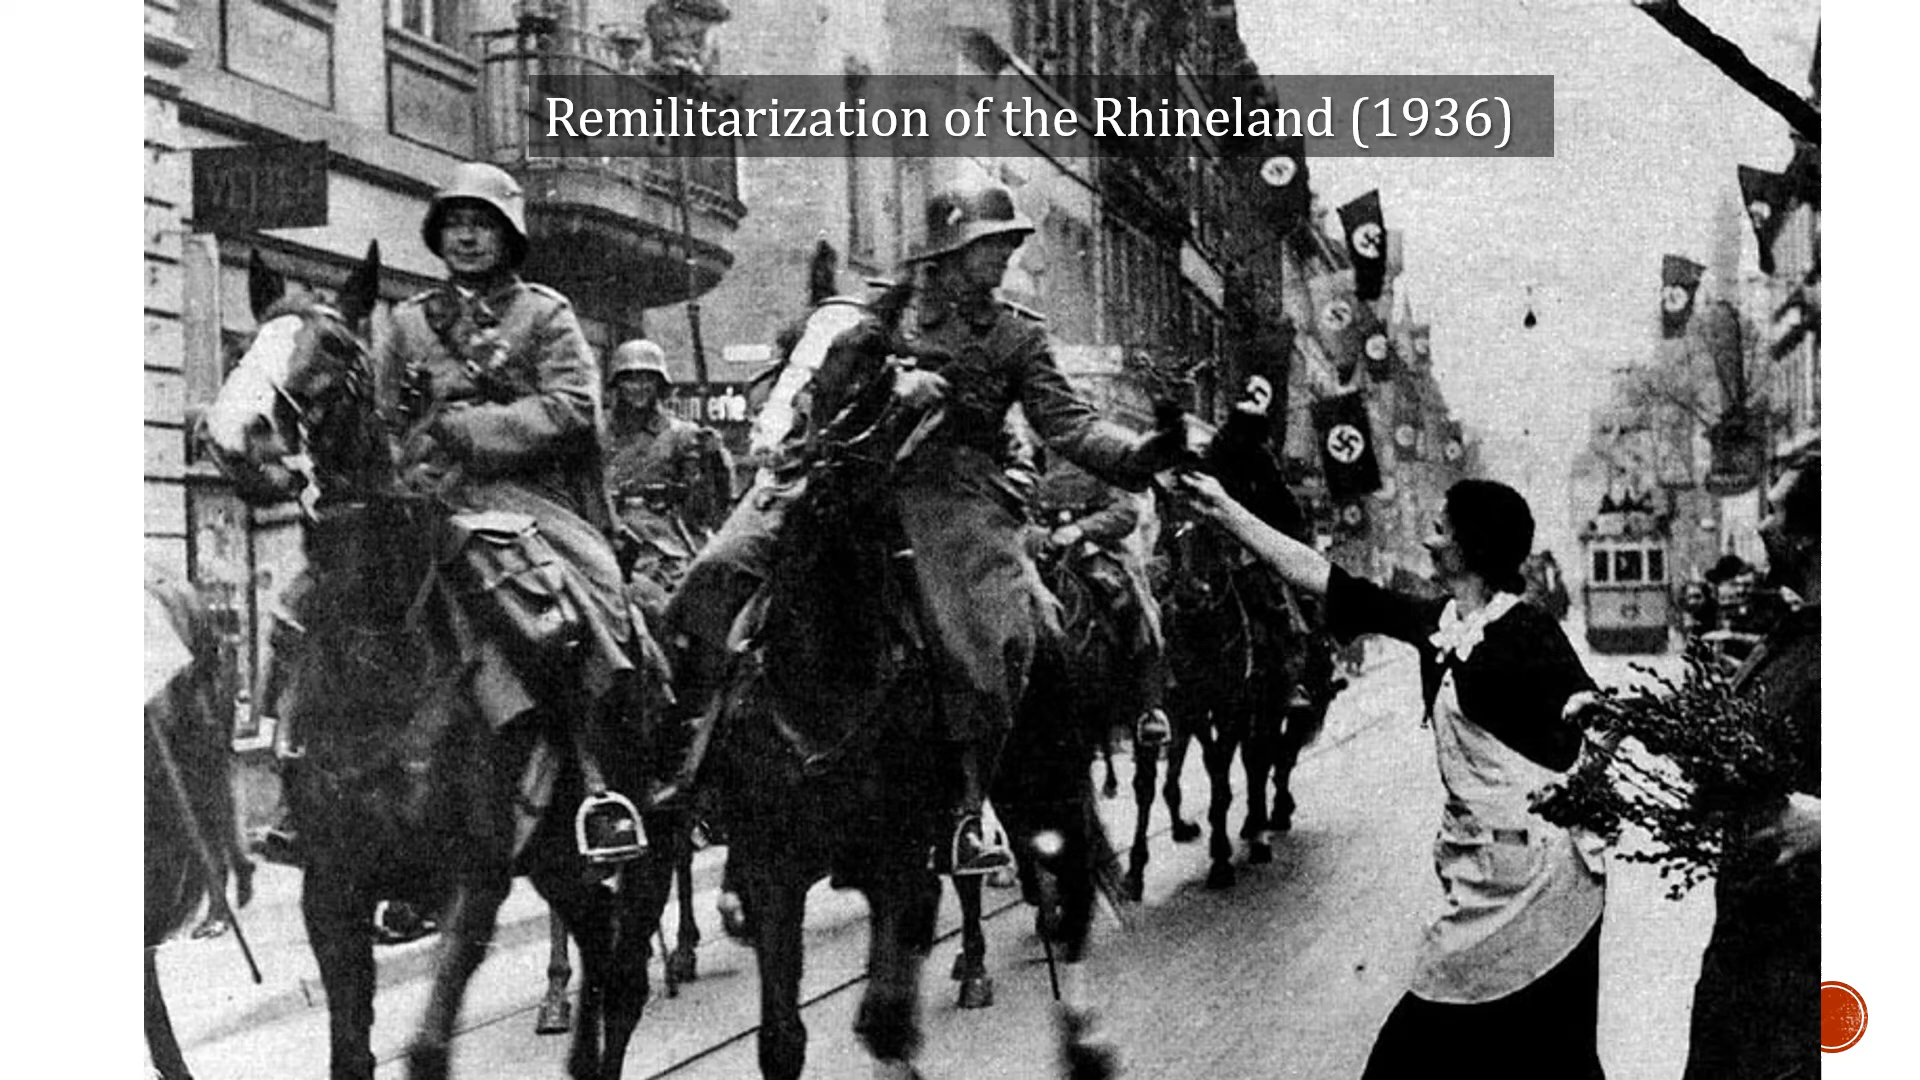 Remilitarization of the Rhineland (1936)